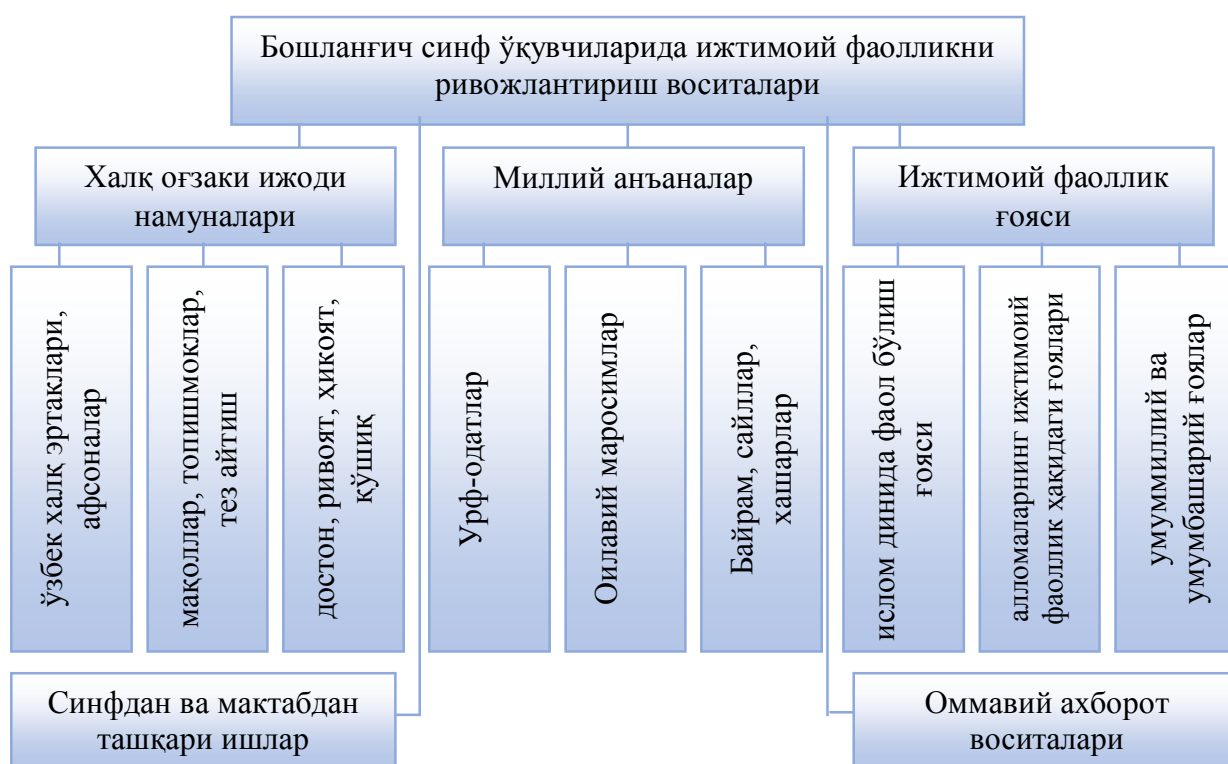 Бошланғич синф ўқувчиларида ижтимоий фаолликни
ривожлантириш воситалари
Халқ оғзаки ижоди
намуналари
Миллий анъаналар
Ижтимоий фаоллик
ғояси
ўзбек халқ эртаклари,
афсоналар
мақоллар, топишмоклар,
тез айтиш
достон, ривоят, ҳикоят,
қўшиқ
Урф-одатлар
Оилавий маросимлар
Байрам, сайллар,
хашарлар
ислом динида фаол бўлиш
ғояси
алломаларнинг ижтимоий
фаоллик ҳақидаги ғоялари
умуммиллий ва
умумбашарий ғоялар
Синфдан ва мактабдан
ташқари ишлар
Оммавий ахборот
воситалари